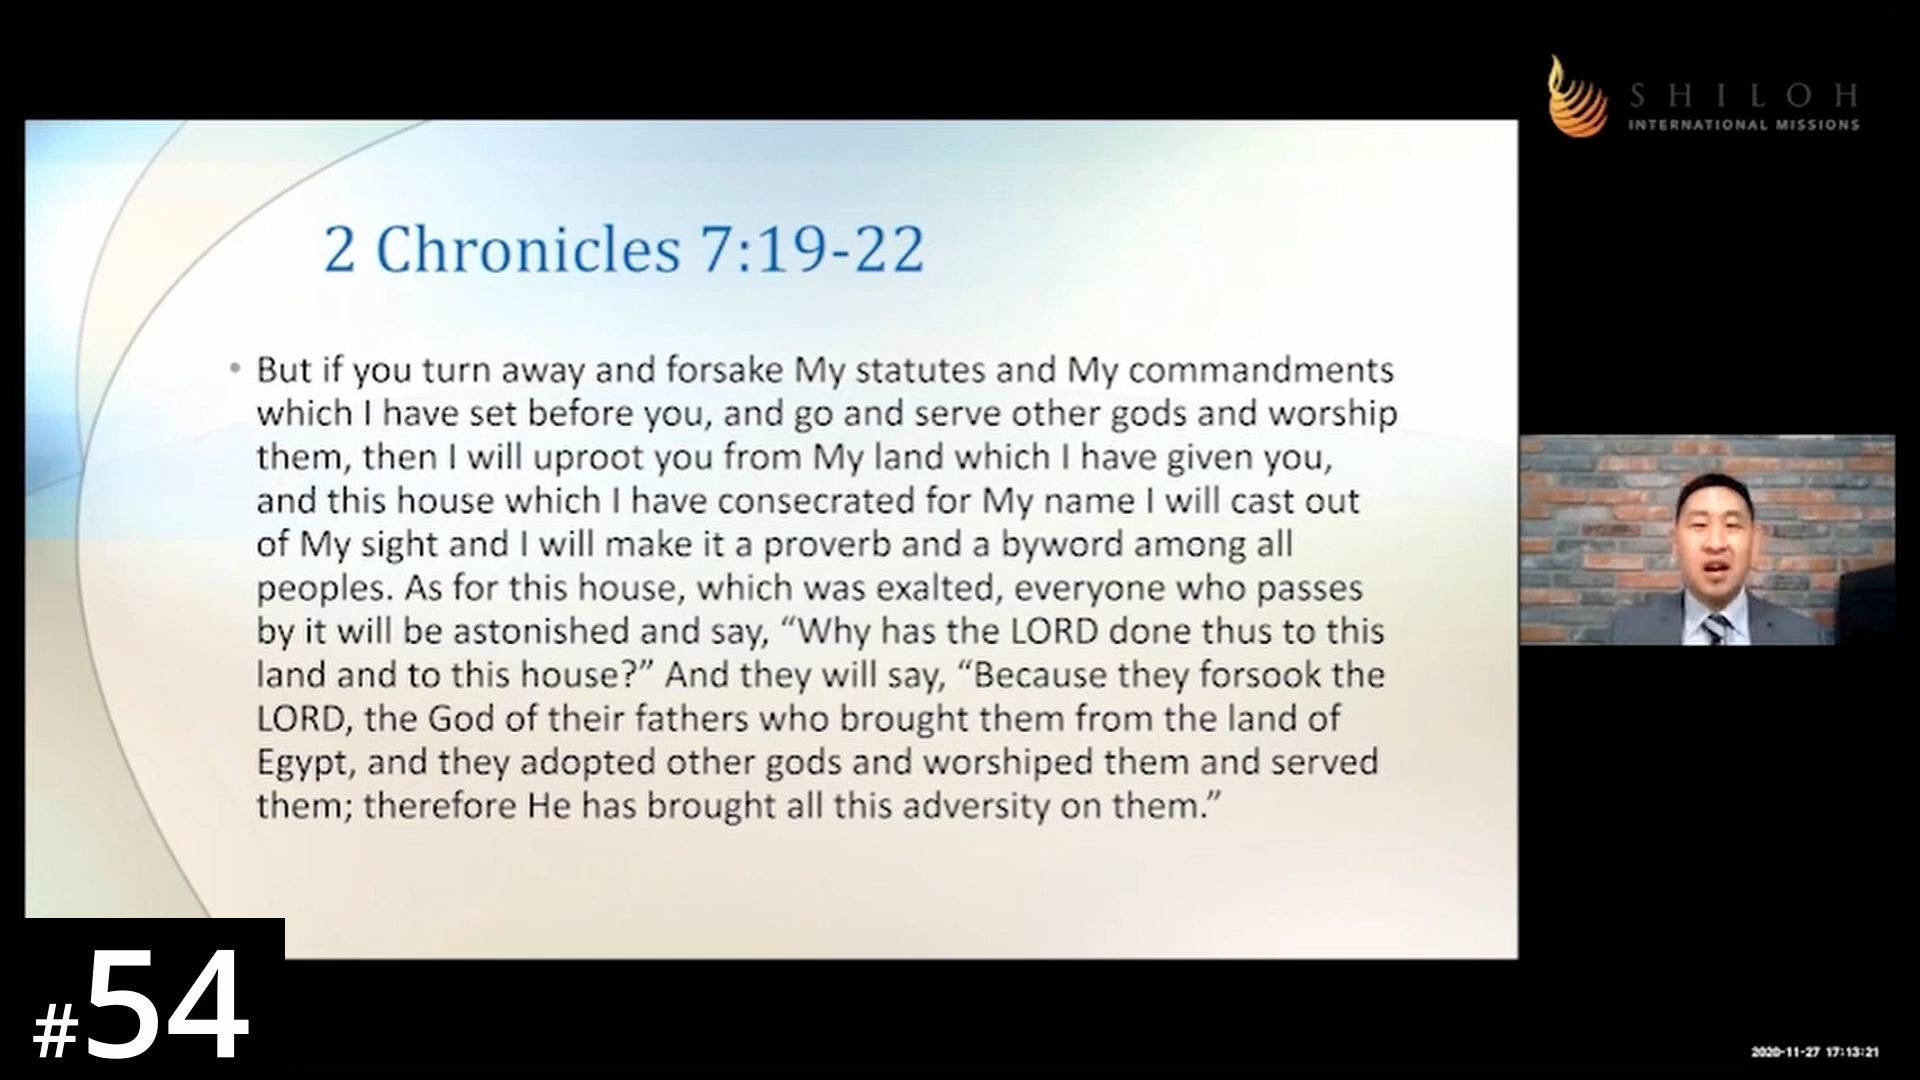 SHILOH
INTERNATIONAL MISSIONS
2 Chronicles 7:19-22
• But if you turn away and forsake My statutes and My commandments
which I have set before you, and go and serve other gods and worship
them, then I will uproot you from My land which I have given you,
and this house which I have consecrated for My name I will cast out
of My sight and I will make it a proverb and a byword among all
peoples. As for this house, which was exalted, everyone who passes
by it will be astonished and say, “Why has the LORD done thus to this
land and to this house?” And they will say, “Because they forsook the
LORD, the God of their fathers who brought them from the land of
Egypt, and they adopted other gods and worshiped them and served
them; therefore He has brought all this adversity on them.”
#54
2020-11-27 17:13:21